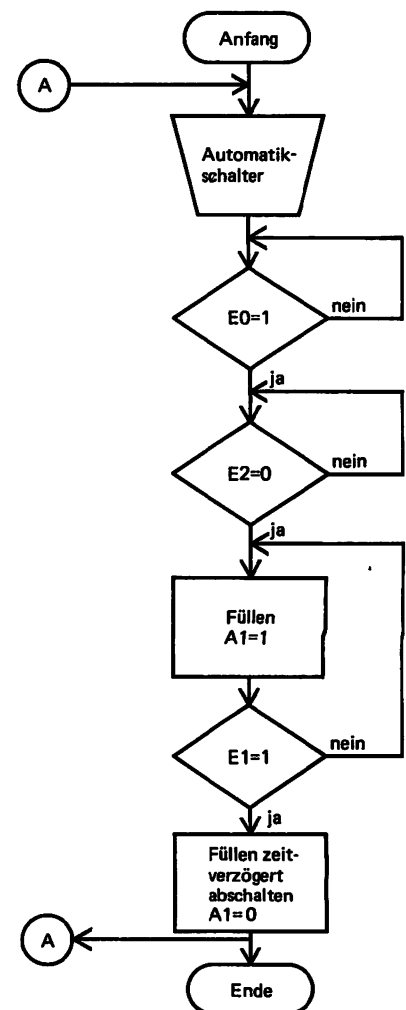 Anfang
A
Automatik-
schalter
E0=1
nein
ja
E2=0
nein
ja
Füllen
A1=1
E1=1
nein
ja
Füllen zeit-
verzögert
abschalten
A1=0
A
Ende